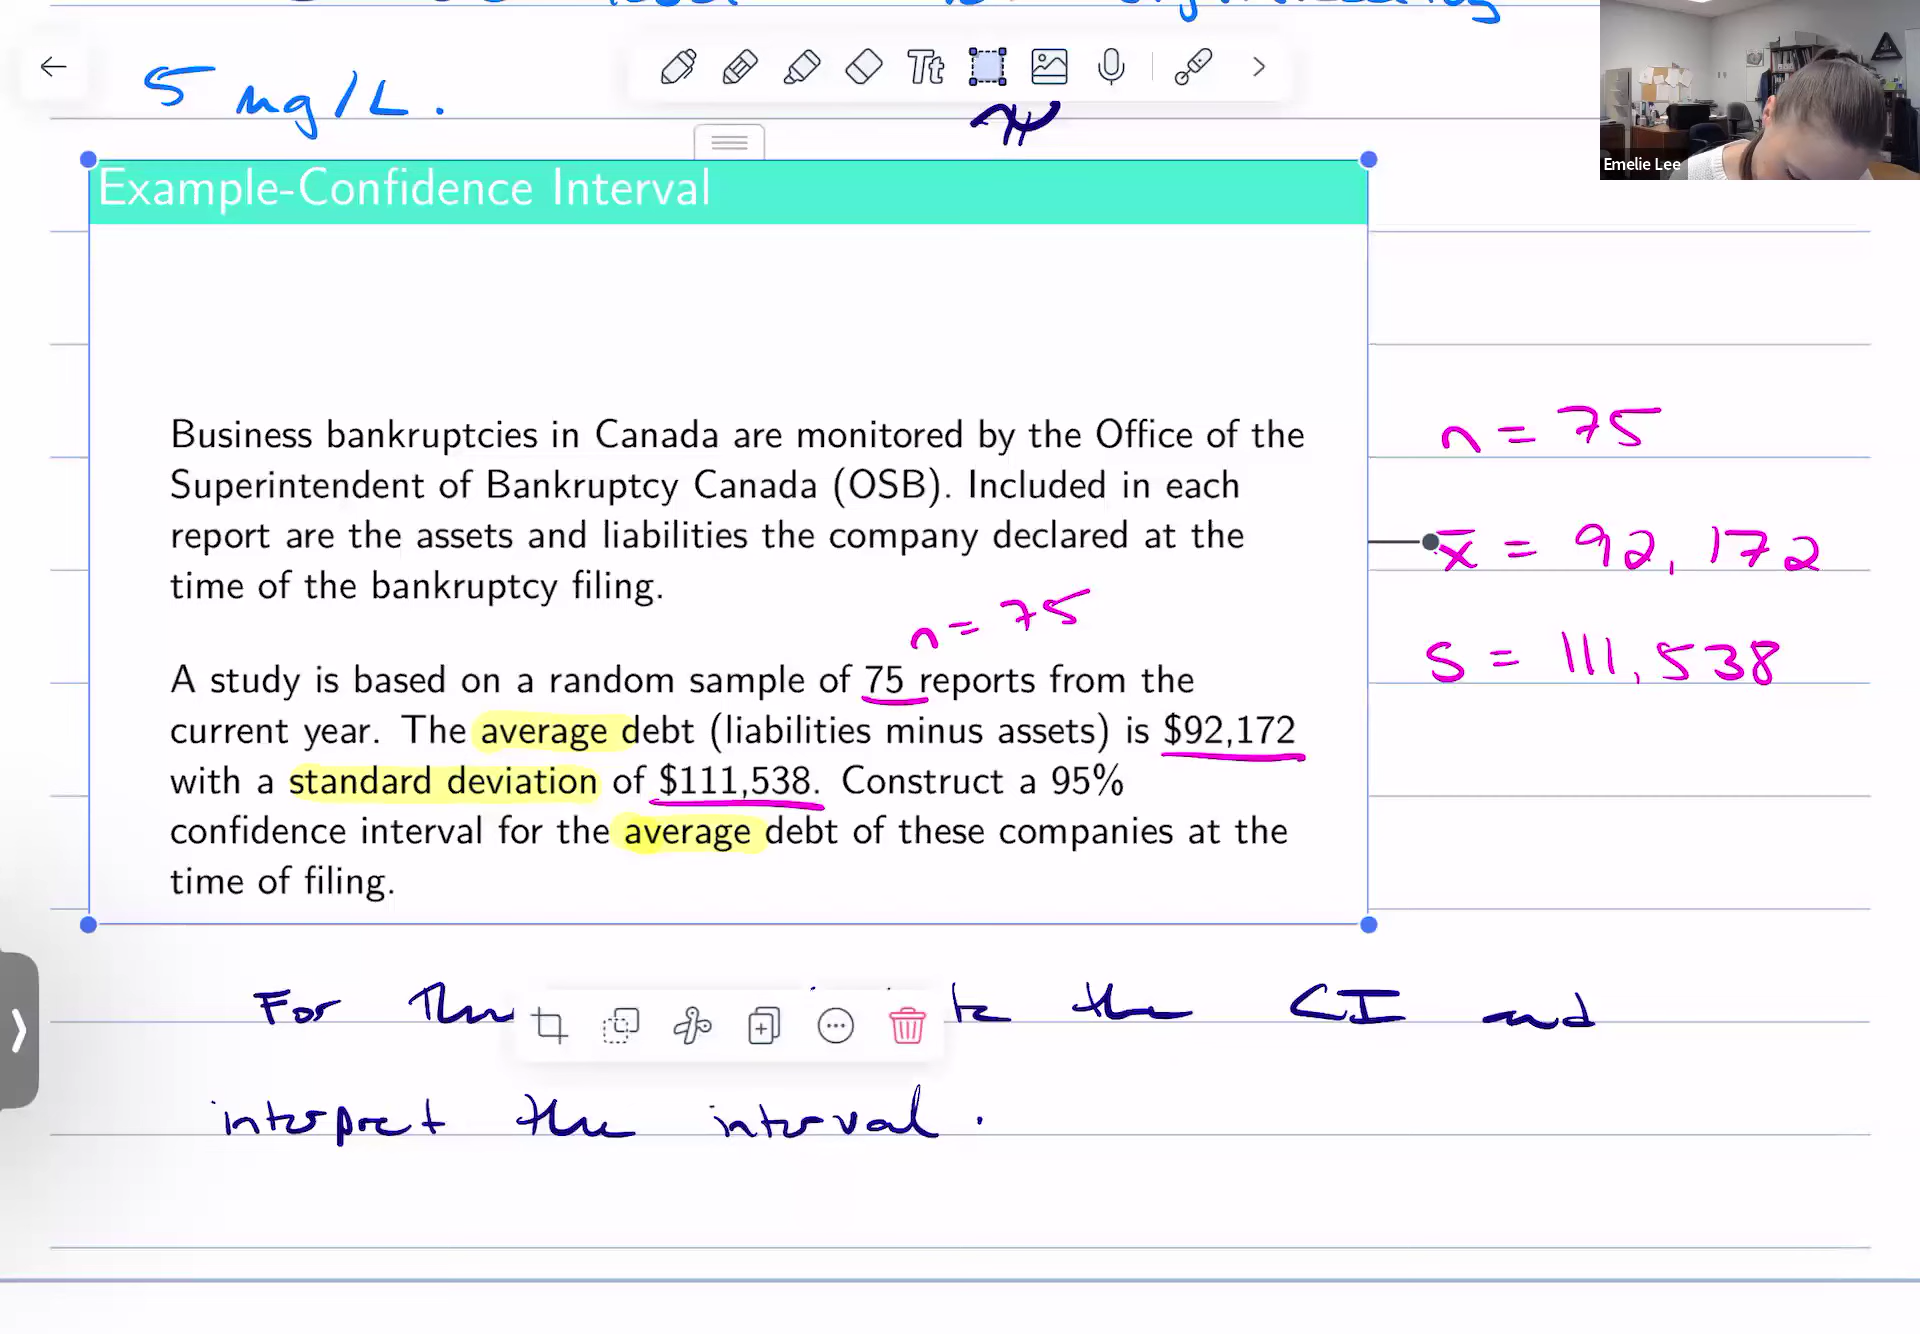 5 mg/L.
Tt
Emelie Lee
Example-Confidence Interval
Business bankruptcies in Canada are monitored by the Office of the
Superintendent of Bankruptcy Canada (OSB). Included in each
report are the assets and liabilities the company declared at the
time of the bankruptcy filing.
n = 75
A study is based on a random sample of 75 reports from the
current year. The average debt (liabilities minus assets) is $92,172
with a standard deviation of $111,538. Construct a 95%
confidence interval for the average debt of these companies at the
time of filing.
n = 75
x̄ = 92,172
s = 111,538
For the CI and
interpret the interval.